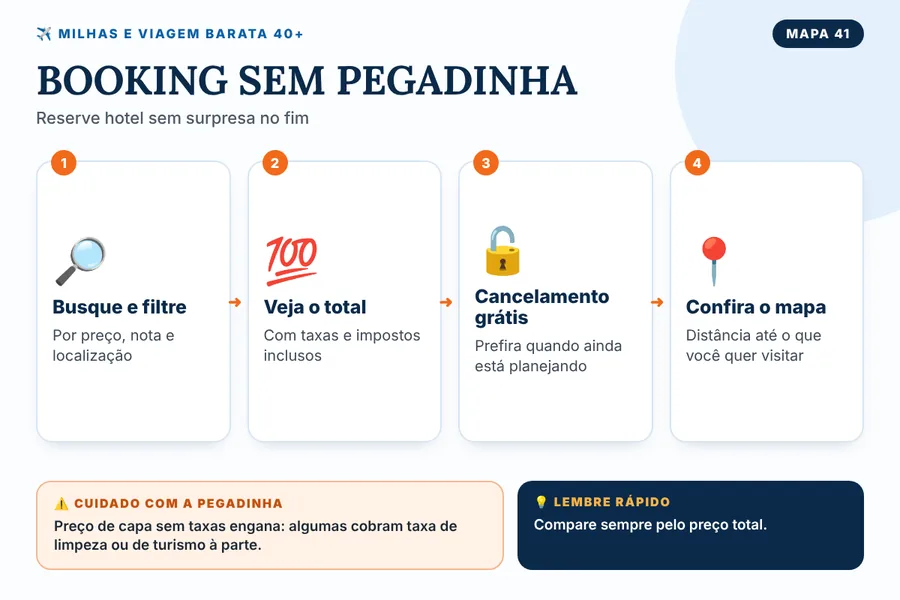 ✈️ MILHAS E VIAGEM BARATA 40+
MAPA 41
BOOKING SEM PEGADINHA
Reserve hotel sem surpresa no fim
1
Busque e filtre
Por preço, nota e
localização
2
💯
Veja o total
Com taxas e impostos
inclusos
3
Cancelamento
grátis
Prefira quando ainda
está planejando
4
Confira o mapa
Distância até o que
você quer visitar
⚠️ CUIDADO COM A PEGADINHA
Preço de capa sem taxas engana: algumas cobram taxa de
limpeza ou de turismo à parte.
💡 LEMBRE RÁPIDO
Compare sempre pelo preço total.